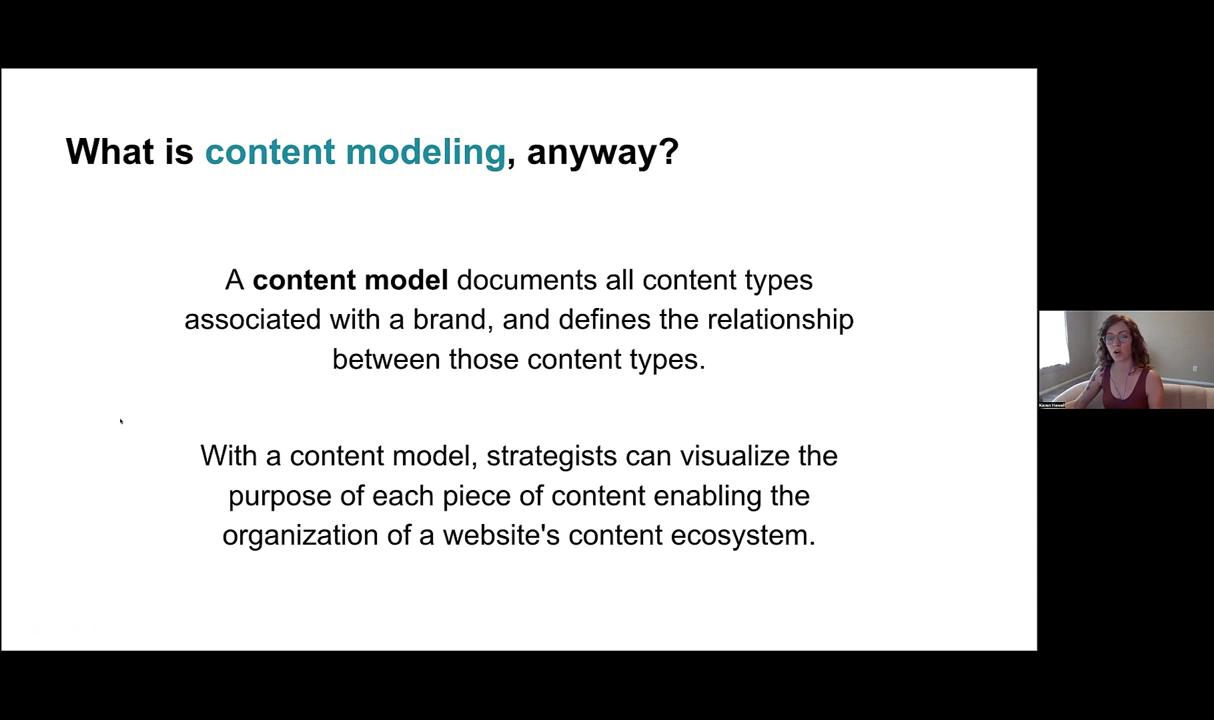 What is content modeling, anyway?
A content model documents all content types
associated with a brand, and defines the relationship
between those content types.
With a content model, strategists can visualize the
purpose of each piece of content enabling the
organization of a website's content ecosystem.